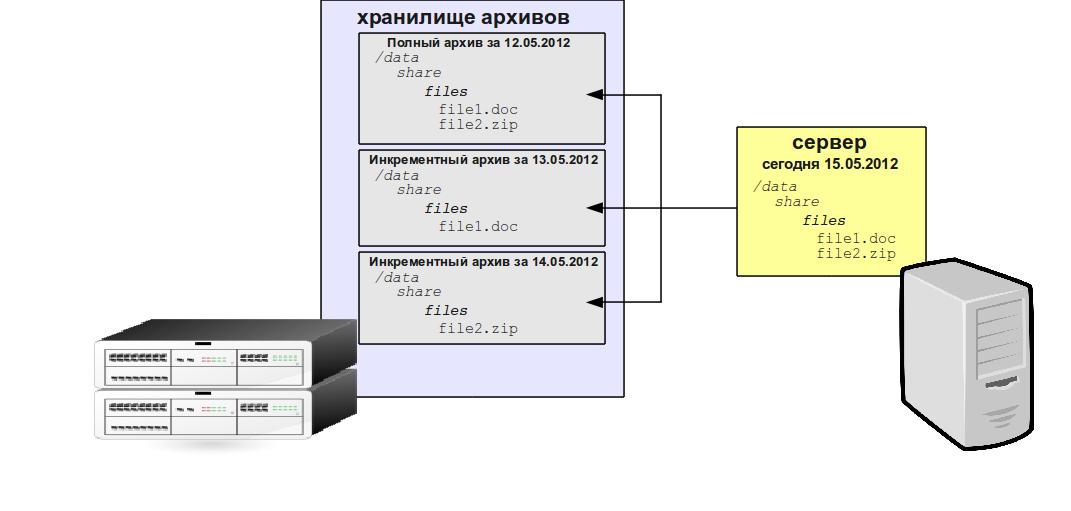 хранилище архивов
Полный архив за 12.05.2012
/data
share
files
file1.doc
file2.zip
Инкрементный архив за 13.05.2012
/data
share
files
file1.doc
Инкрементный архив за 14.05.2012
/data
share
files
file2.zip
сервер
сегодня 15.05.2012
/data
share
files
file1.doc
file2.zip